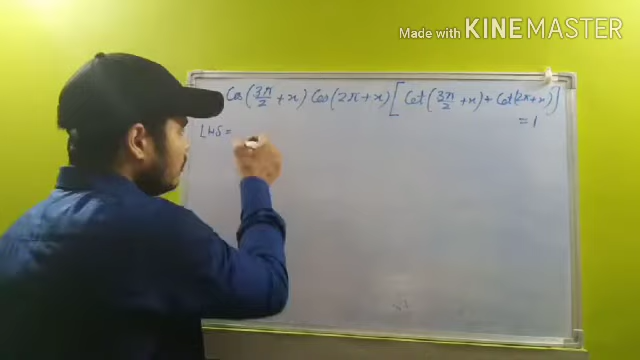 Made with KINEMASTER
Cos(3π/2 + x) Cos(2π + x) [Cot(3π/2 + x) + Cot(2π + x)]
= 1
LHS =